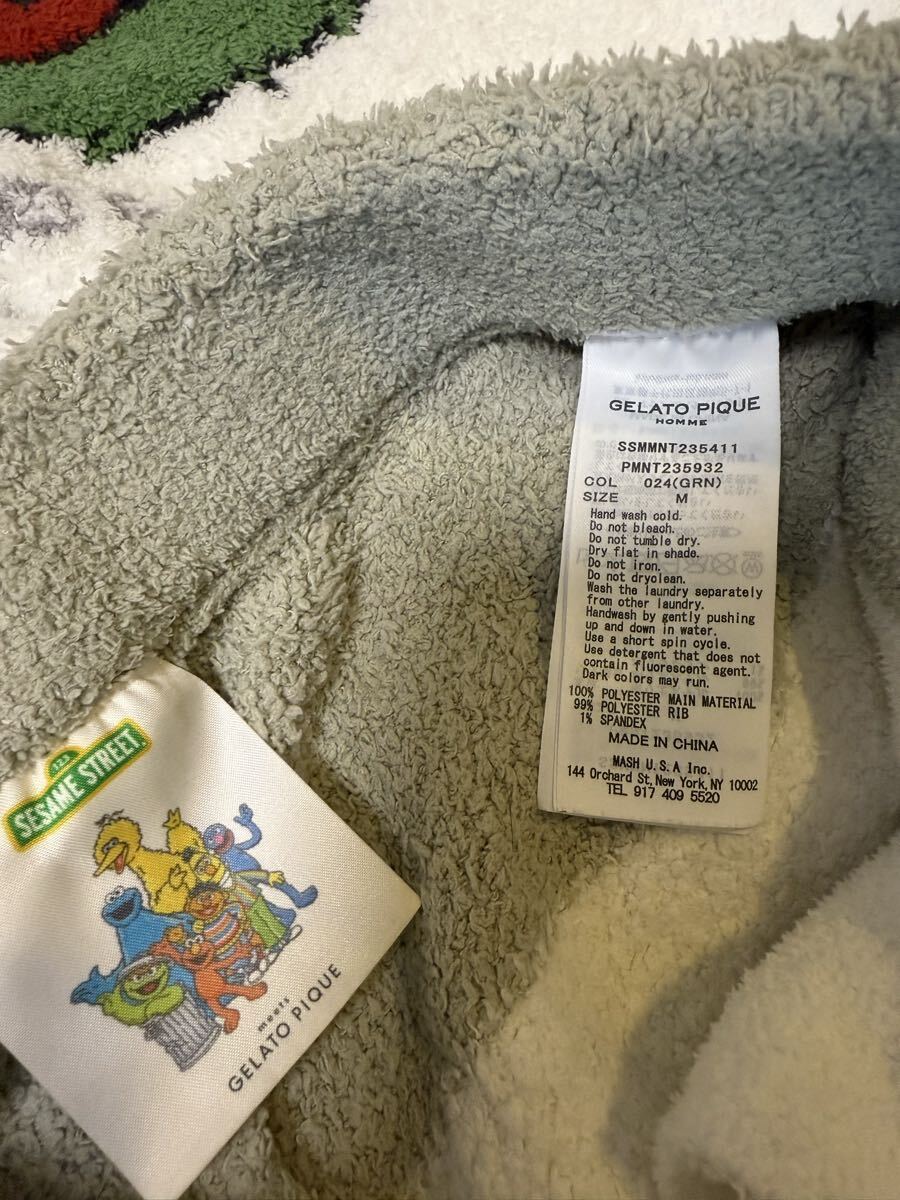 GELATO PIQUE
HOMME
SSMMNT235411
PMNT235932
COL 024(GRN)
SIZE M
Hand wash cold.
Do not bleach.
Do not tumble dry.
Dry flat in shade.
Do not iron.
Do not dryclean.
Wash the laundry separately
from other laundry.
Handwash by gently pushing
up and down in water.
Use a short spin cycle.
Use detergent that does not
contain fluorescent agent.
Dark colors may run.
100% POLYESTER MAIN MATERIAL
99% POLYESTER RIB
1% SPANDEX
MADE IN CHINA
MASH U.S.A Inc.
144 Orchard St, New York, NY 10002
TEL 917 409 5520
123
SESAME STREET
meets
GELATO PIQUE